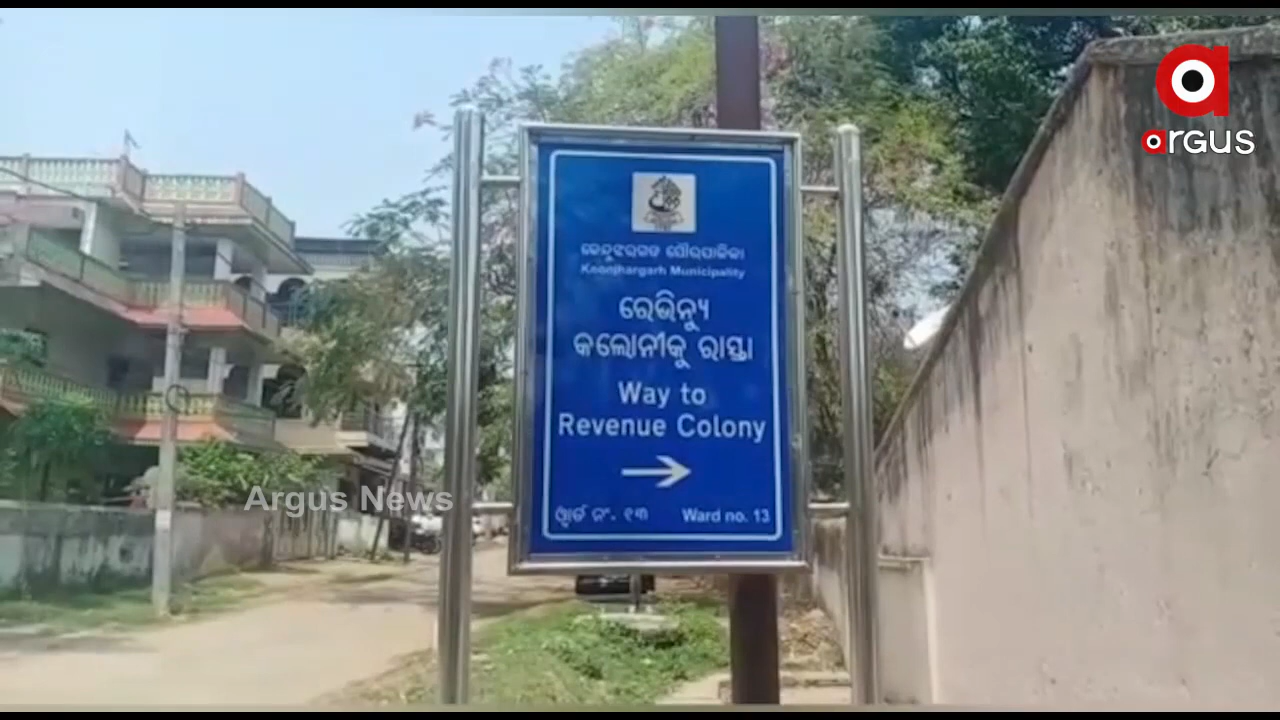 କେନ୍ଦୁଝରଗଡ ପୌରପାଳିକା
Keonjhargarh Municipality
ରେଭିନ୍ୟୁ
କଲୋନୀକୁ ରାସ୍ତା
Way to
Revenue Colony
ୱାର୍ଡ ନଂ. ୧୩ Ward no. 13
Argus News
argus